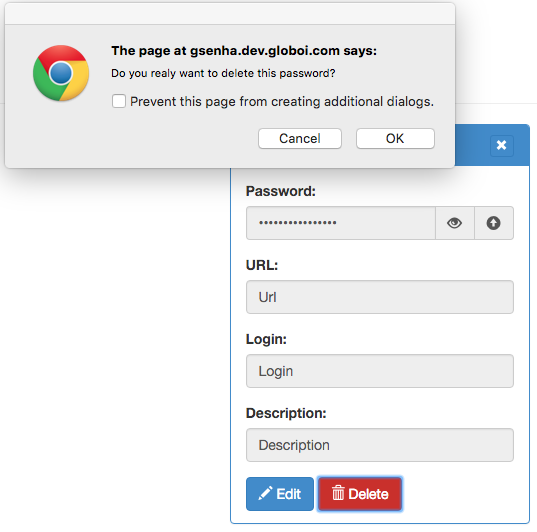 The page at gsenha.dev.globoi.com says:
Do you realy want to delete this password?
Prevent this page from creating additional dialogs.
Cancel OK
Password:
••••••••••••••••
URL:
Url
Login:
Login
Description:
Description
Edit Delete